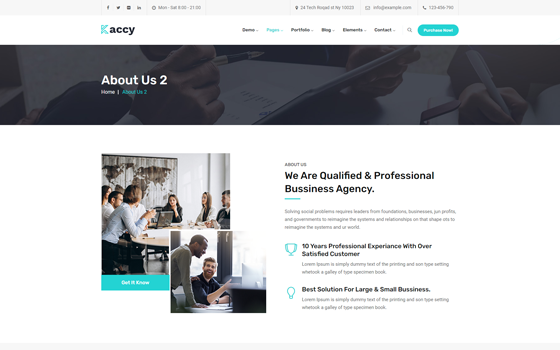 Mon - Sat 8:00 - 21:00
24 Tech Roqad st Ny 10023
info@example.com
123-456-790
accy
Demo
Pages
Portfolio
Blog
Elements
Contact
Purchase Now!
About Us 2
Home | About Us 2
ABOUT US
We Are Qualified & Professional
Bussiness Agency.
Solving social problems requires leaders from foundations, businesses, jun profits,
and governments to reimagine the systems and relationships on that shape ois to
reimagine the systems and ur world.
10 Years Professional Experiance With Over
Satisfied Customer
Lorem Ipsum is simply dummy text of the printing and son type setting
whetook a galley of type specimen book.
Best Solution For Large & Small Bussiness.
Lorem Ipsum is simply dummy text of the printing and son type setting
whetook a galley of type specimen book.
Get It Know